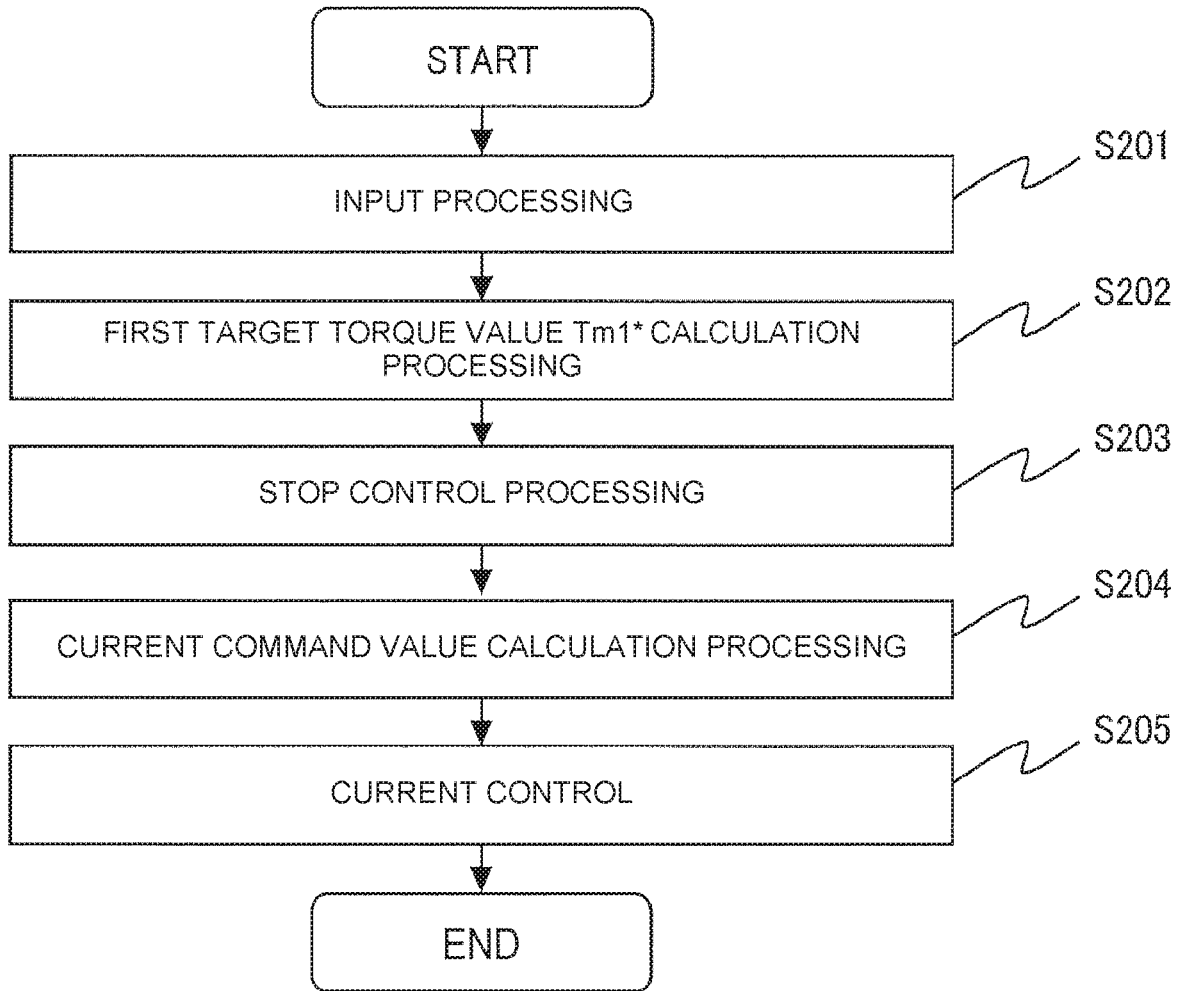 START
INPUT PROCESSING
S201
FIRST TARGET TORQUE VALUE Tm1* CALCULATION
PROCESSING
S202
STOP CONTROL PROCESSING
S203
CURRENT COMMAND VALUE CALCULATION PROCESSING
S204
CURRENT CONTROL
S205
END